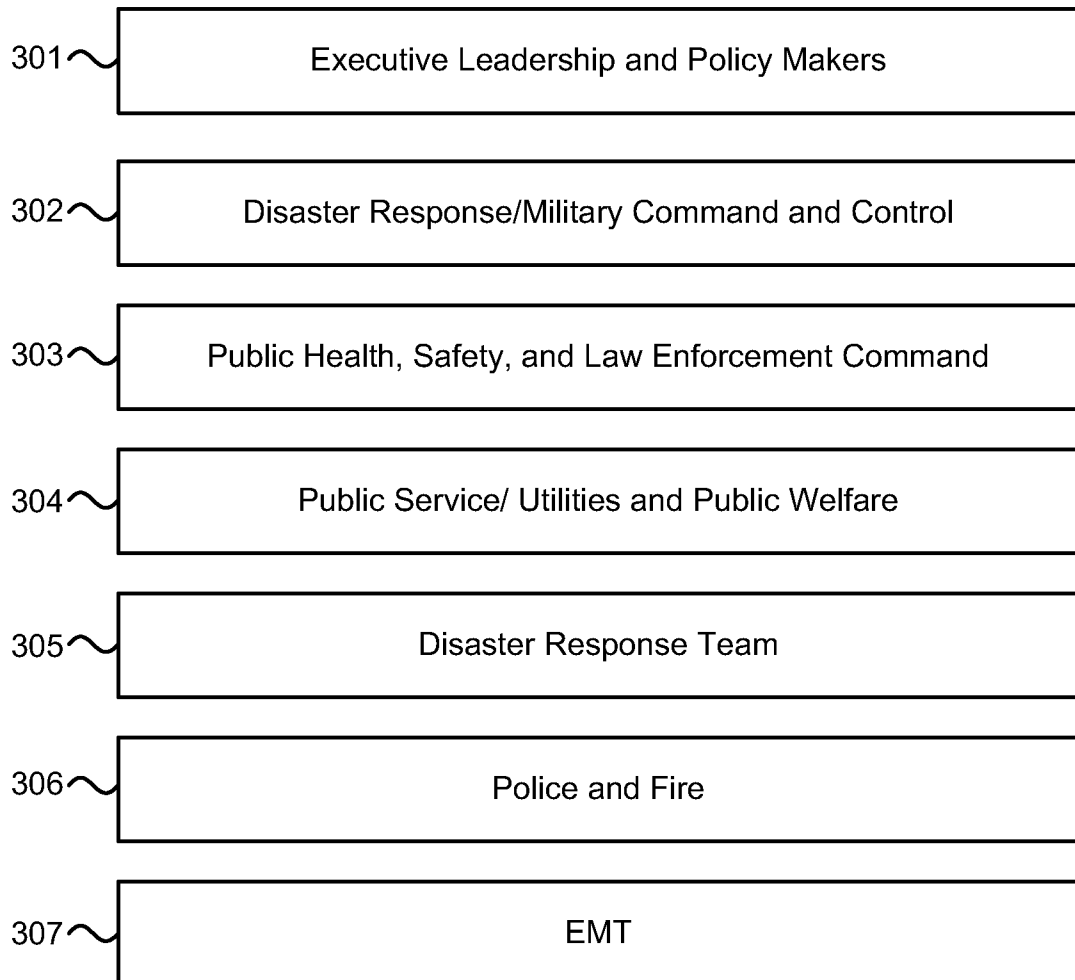 301 Executive Leadership and Policy Makers
302 Disaster Response/Military Command and Control
303 Public Health, Safety, and Law Enforcement Command
304 Public Service/ Utilities and Public Welfare
305 Disaster Response Team
306 Police and Fire
307 EMT